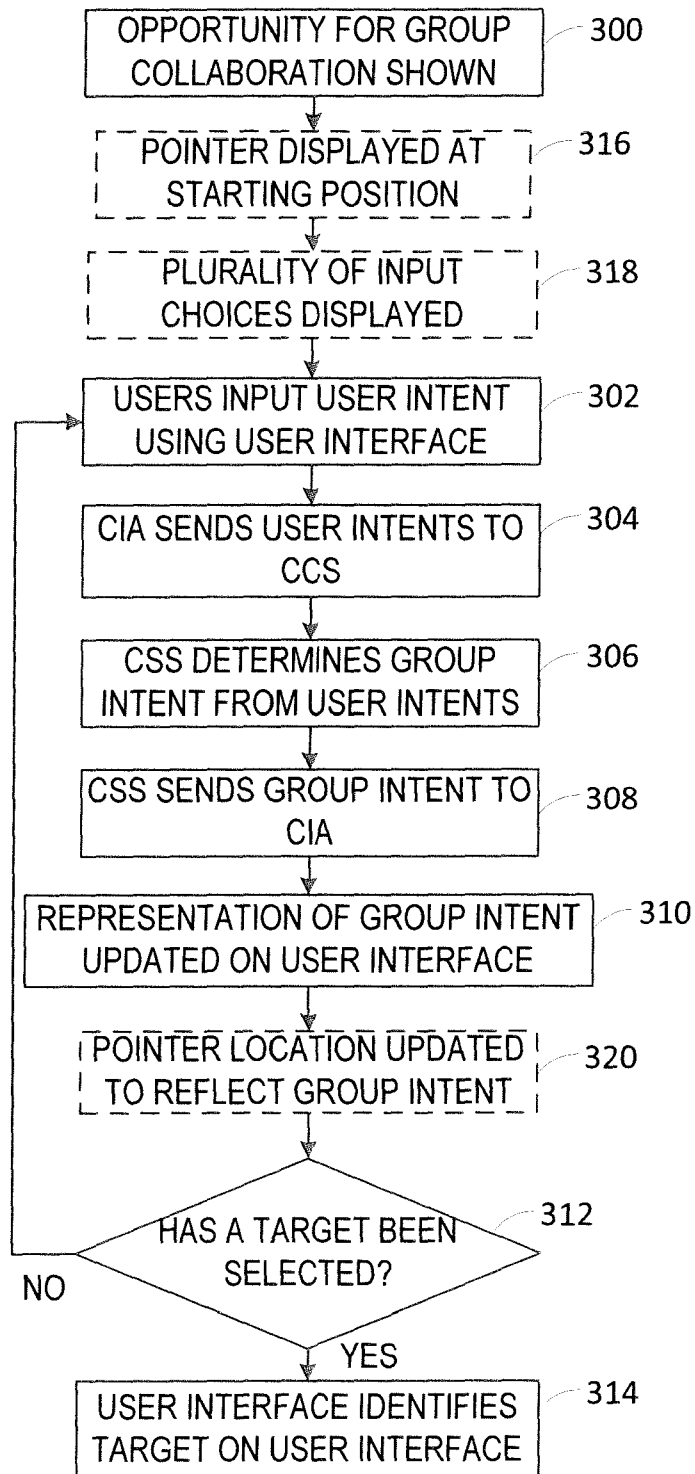 OPPORTUNITY FOR GROUP
COLLABORATION SHOWN
300
POINTER DISPLAYED AT
STARTING POSITION
316
PLURALITY OF INPUT
CHOICES DISPLAYED
318
USERS INPUT USER INTENT
USING USER INTERFACE
302
CIA SENDS USER INTENTS TO
CCS
304
CSS DETERMINES GROUP
INTENT FROM USER INTENTS
306
CSS SENDS GROUP INTENT TO
CIA
308
REPRESENTATION OF GROUP INTENT
UPDATED ON USER INTERFACE
310
POINTER LOCATION UPDATED
TO REFLECT GROUP INTENT
320
HAS A TARGET BEEN
SELECTED?
312
NO
YES
USER INTERFACE IDENTIFIES
TARGET ON USER INTERFACE
314